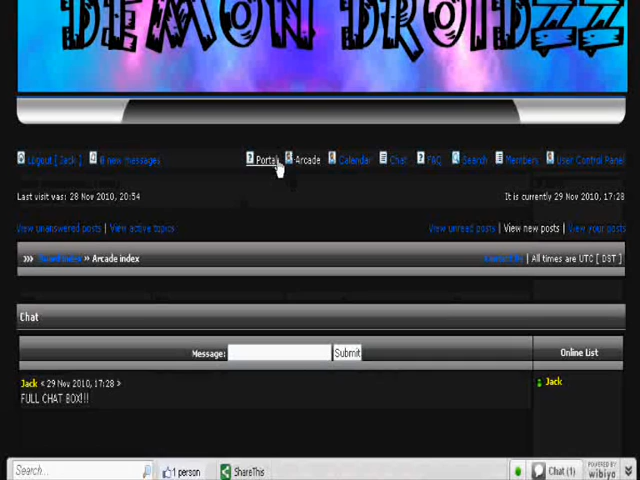 DEMON DROIDZZ
Logout [ Jack ] 0 new messages Portal Arcade Calendar Chat FAQ Search Members User Control Panel
Last visit was: 28 Nov 2010, 20:54 It is currently 29 Nov 2010, 17:28
View unanswered posts | View active topics View unread posts | View new posts | View your posts
»» Board index » Arcade index | All times are UTC [ DST ]
Chat
Message: Submit Online List
Jack < 29 Nov 2010, 17:28 > Jack
FULL CHAT BOX!!!
Search... 1 person ShareThis Chat (1) POWERED BY wibiya